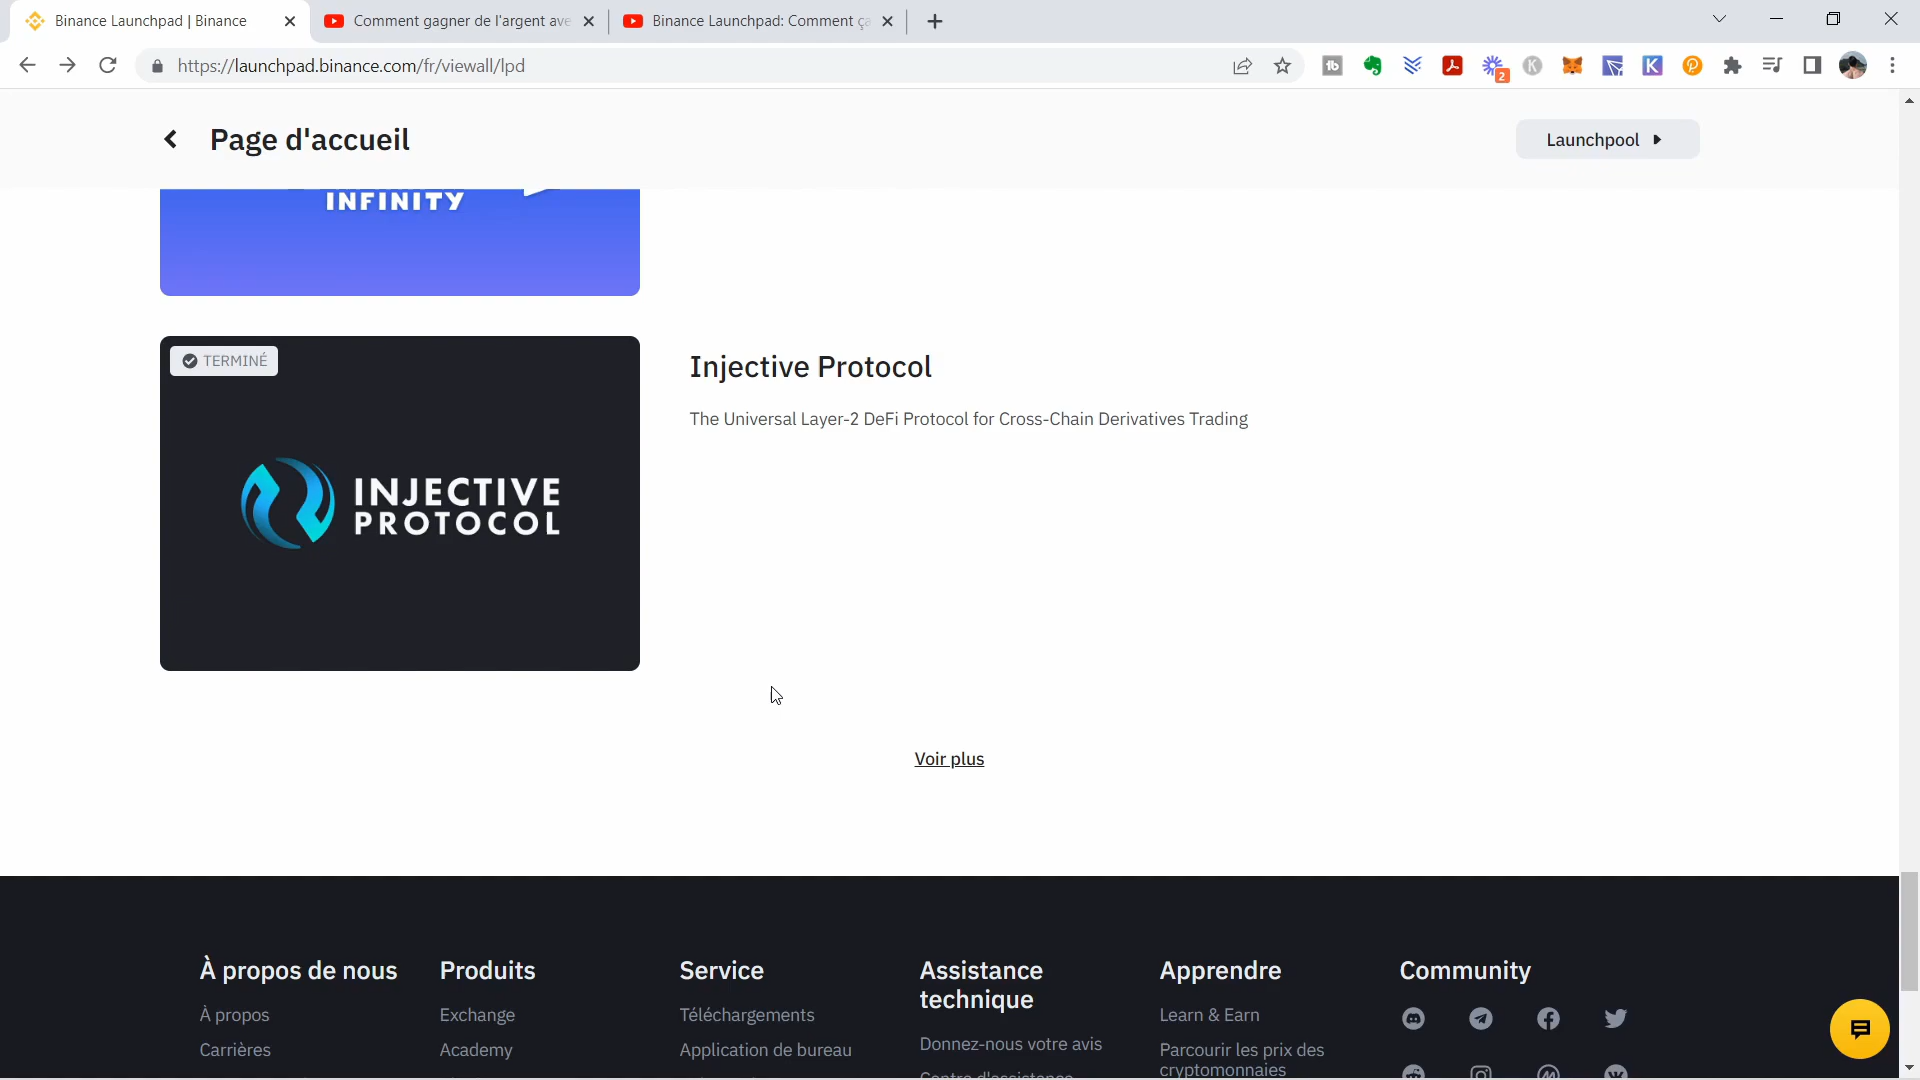 Binance Launchpad | Binance
Comment gagner de l'argent ave
Binance Launchpad: Comment ça
https://launchpad.binance.com/fr/viewall/lpd
2
Page d'accueil
Launchpool
INFINITY
TERMINÉ
INJECTIVE
PROTOCOL
Injective Protocol
The Universal Layer-2 DeFi Protocol for Cross-Chain Derivatives Trading
Voir plus
À propos de nous
À propos
Carrières
Produits
Exchange
Academy
Service
Téléchargements
Application de bureau
Assistance
technique
Donnez-nous votre avis
Centre d'assistance
Apprendre
Learn & Earn
Parcourir les prix des
cryptomonnaies
Community